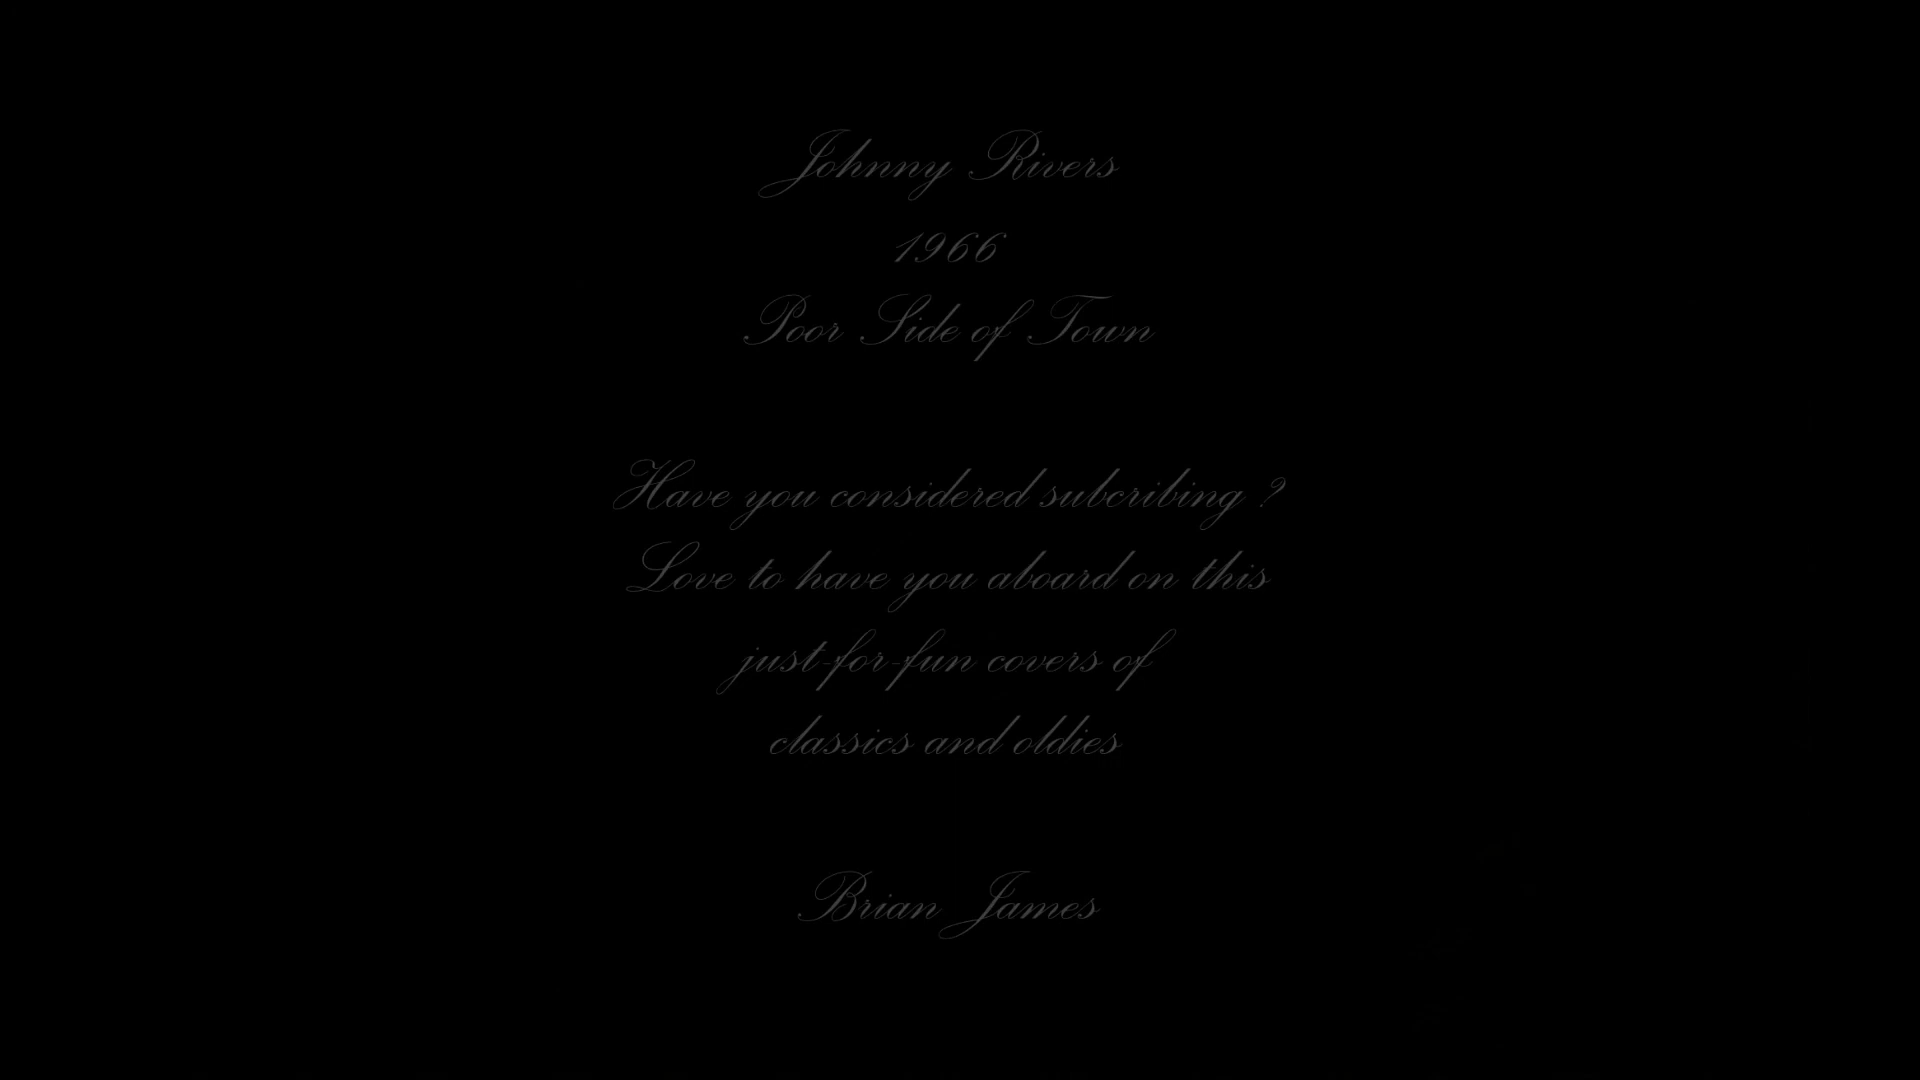 Johnny Rivers
1966
Poor Side of Town
Have you considered subcribing ?
Love to have you aboard on this
just-for-fun covers of
classics and oldies
Brian James